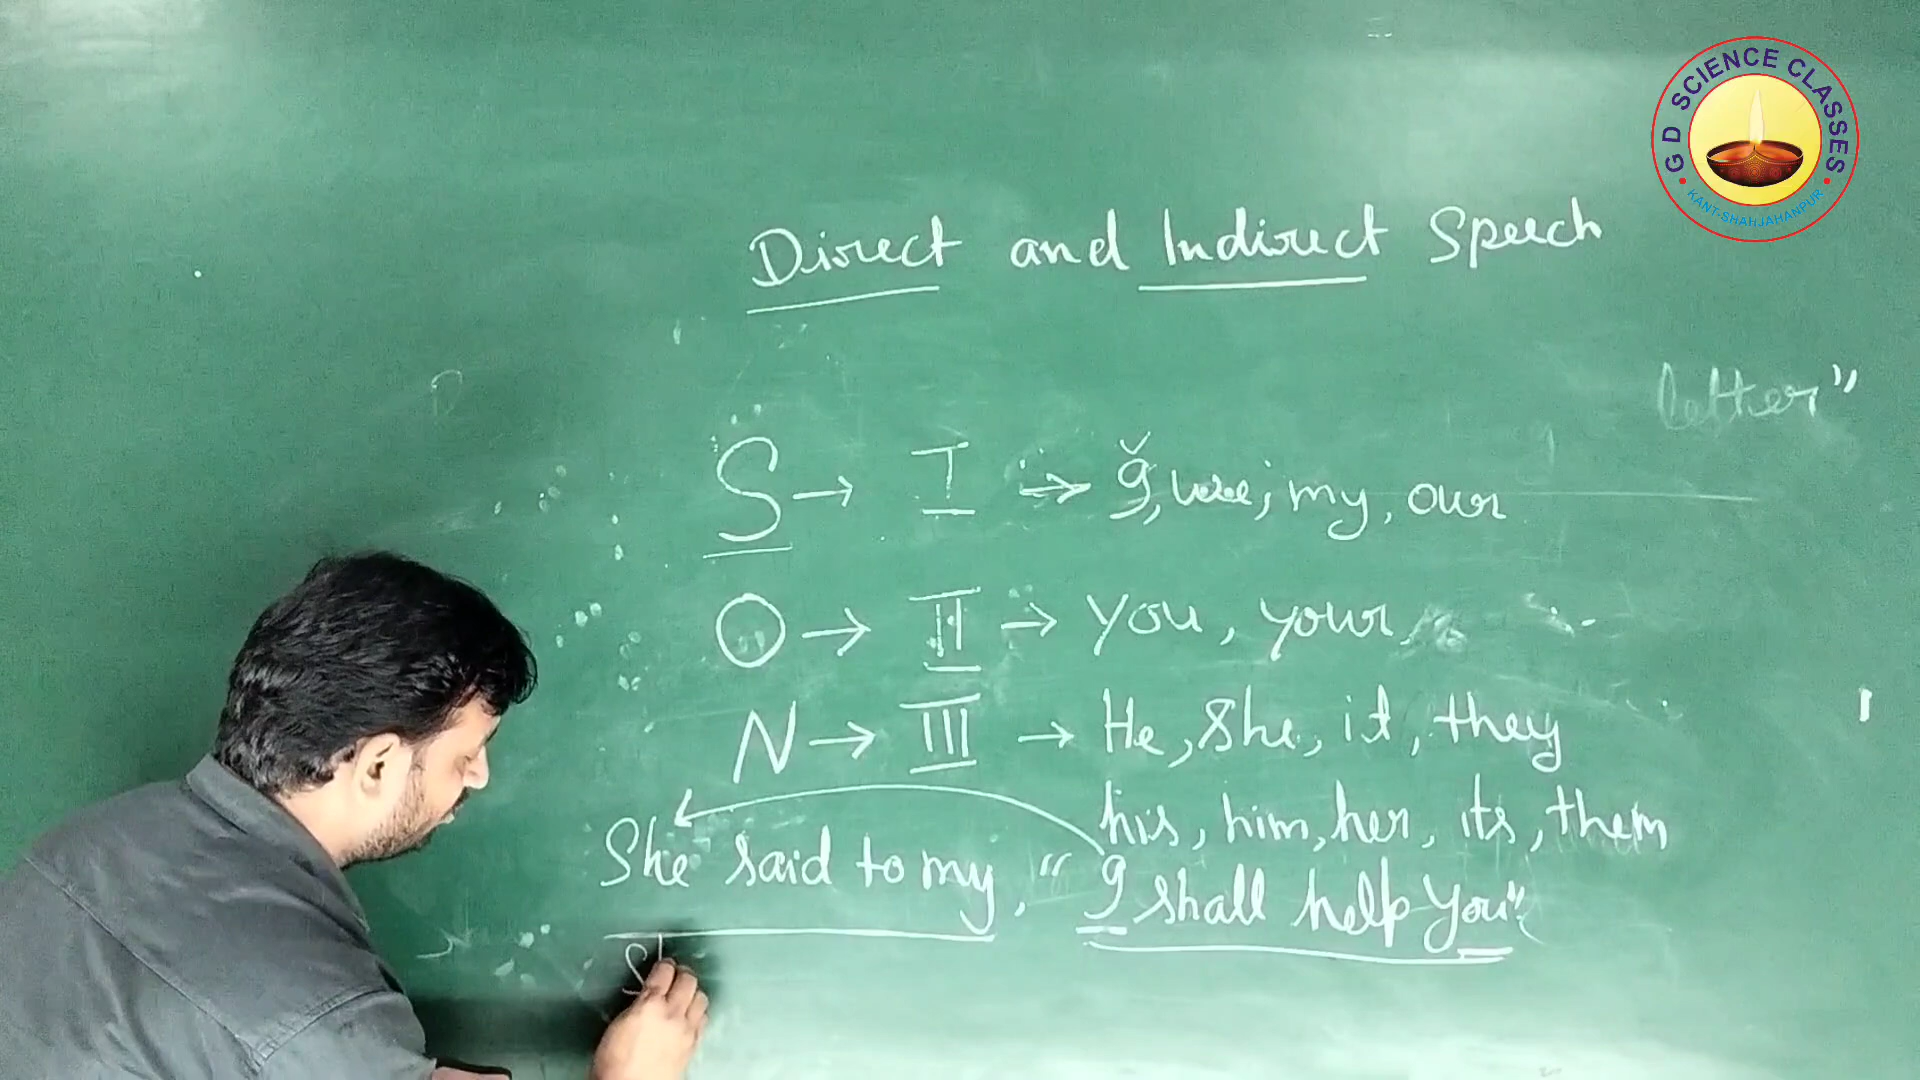 G D SCIENCE CLASSES
KANT-SHAHJAHANPUR
Direct and Indirect Speech
letter"
S → I → I, we, my, our
O → II → you, your
N → III → He, she, it, they
his, him, her, its, them
She said to my, "I shall help you"
S